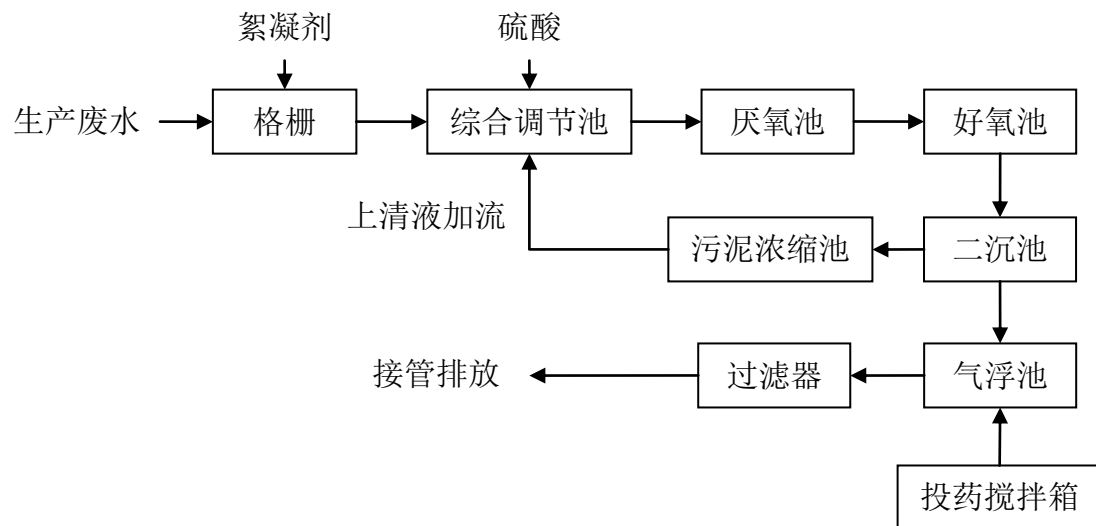 絮凝剂
硫酸
生产废水
格栅
综合调节池
厌氧池
好氧池
上清液加流
污泥浓缩池
二沉池
接管排放
过滤器
气浮池
投药搅拌箱